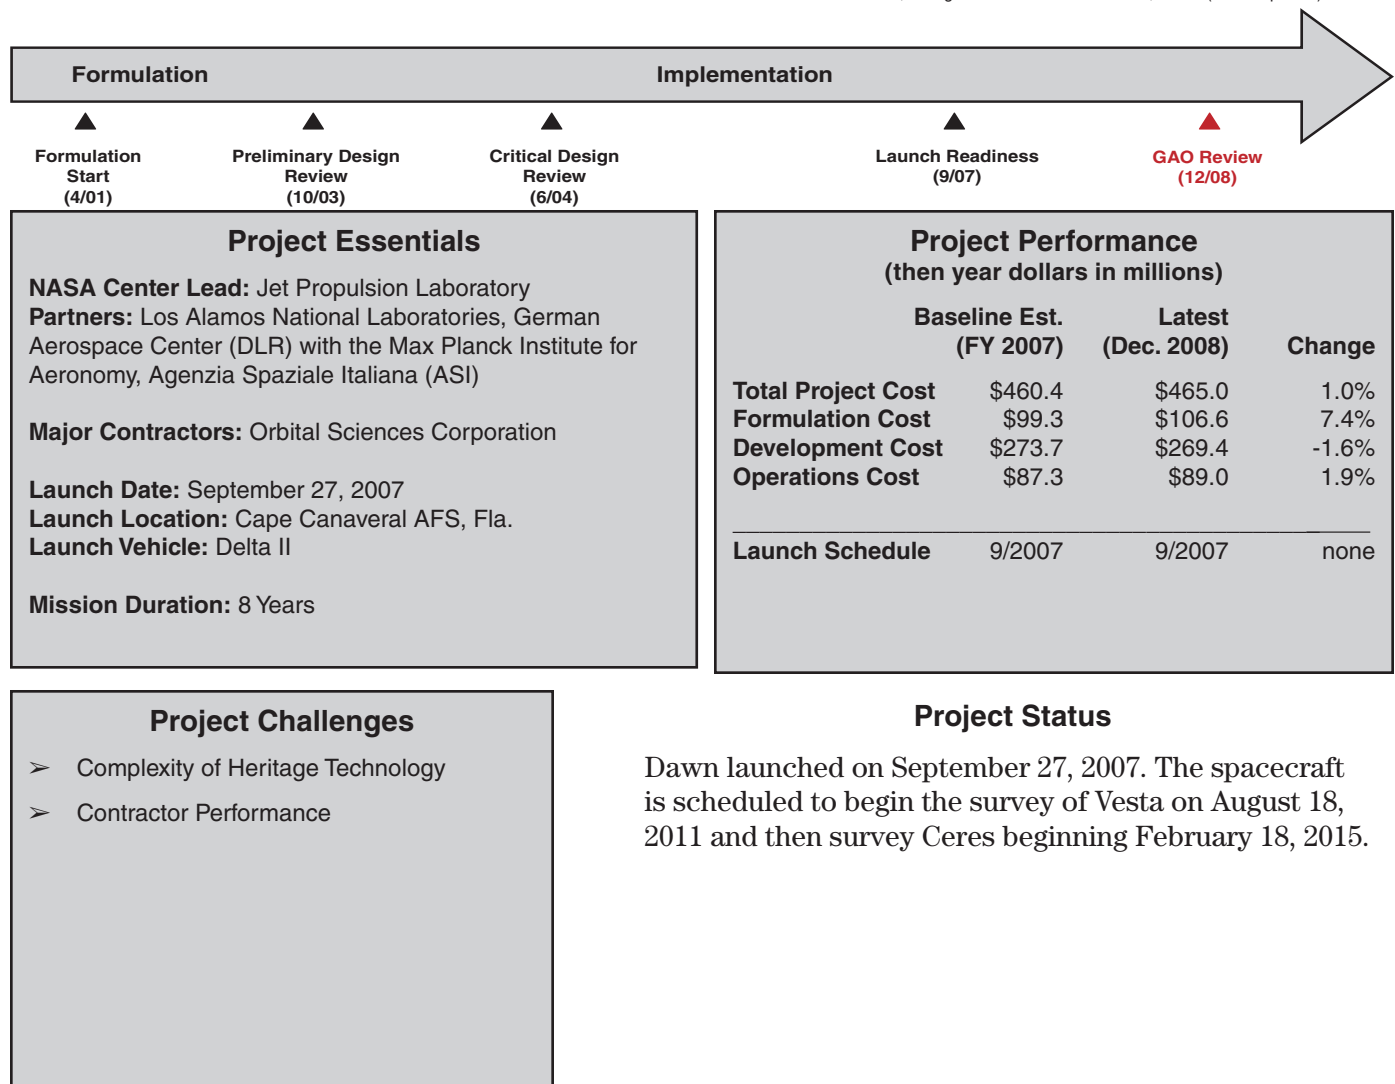 Formulation
Implementation
Formulation
Start
(4/01)
Preliminary Design
Review
(10/03)
Critical Design
Review
(6/04)
Launch Readiness
(9/07)
GAO Review
(12/08)
Project Essentials
NASA Center Lead: Jet Propulsion Laboratory
Partners: Los Alamos National Laboratories, German
Aerospace Center (DLR) with the Max Planck Institute for
Aeronomy, Agenzia Spaziale Italiana (ASI)
Major Contractors: Orbital Sciences Corporation
Launch Date: September 27, 2007
Launch Location: Cape Canaveral AFS, Fla.
Launch Vehicle: Delta II
Mission Duration: 8 Years
Project Performance
(then year dollars in millions)
Baseline Est. Latest
(FY 2007) (Dec. 2008) Change
Total Project Cost $460.4 $465.0 1.0%
Formulation Cost $99.3 $106.6 7.4%
Development Cost $273.7 $269.4 -1.6%
Operations Cost $87.3 $89.0 1.9%
Launch Schedule 9/2007 9/2007 none
Project Challenges
➢ Complexity of Heritage Technology
➢ Contractor Performance
Project Status
Dawn launched on September 27, 2007. The spacecraft
is scheduled to begin the survey of Vesta on August 18,
2011 and then survey Ceres beginning February 18, 2015.